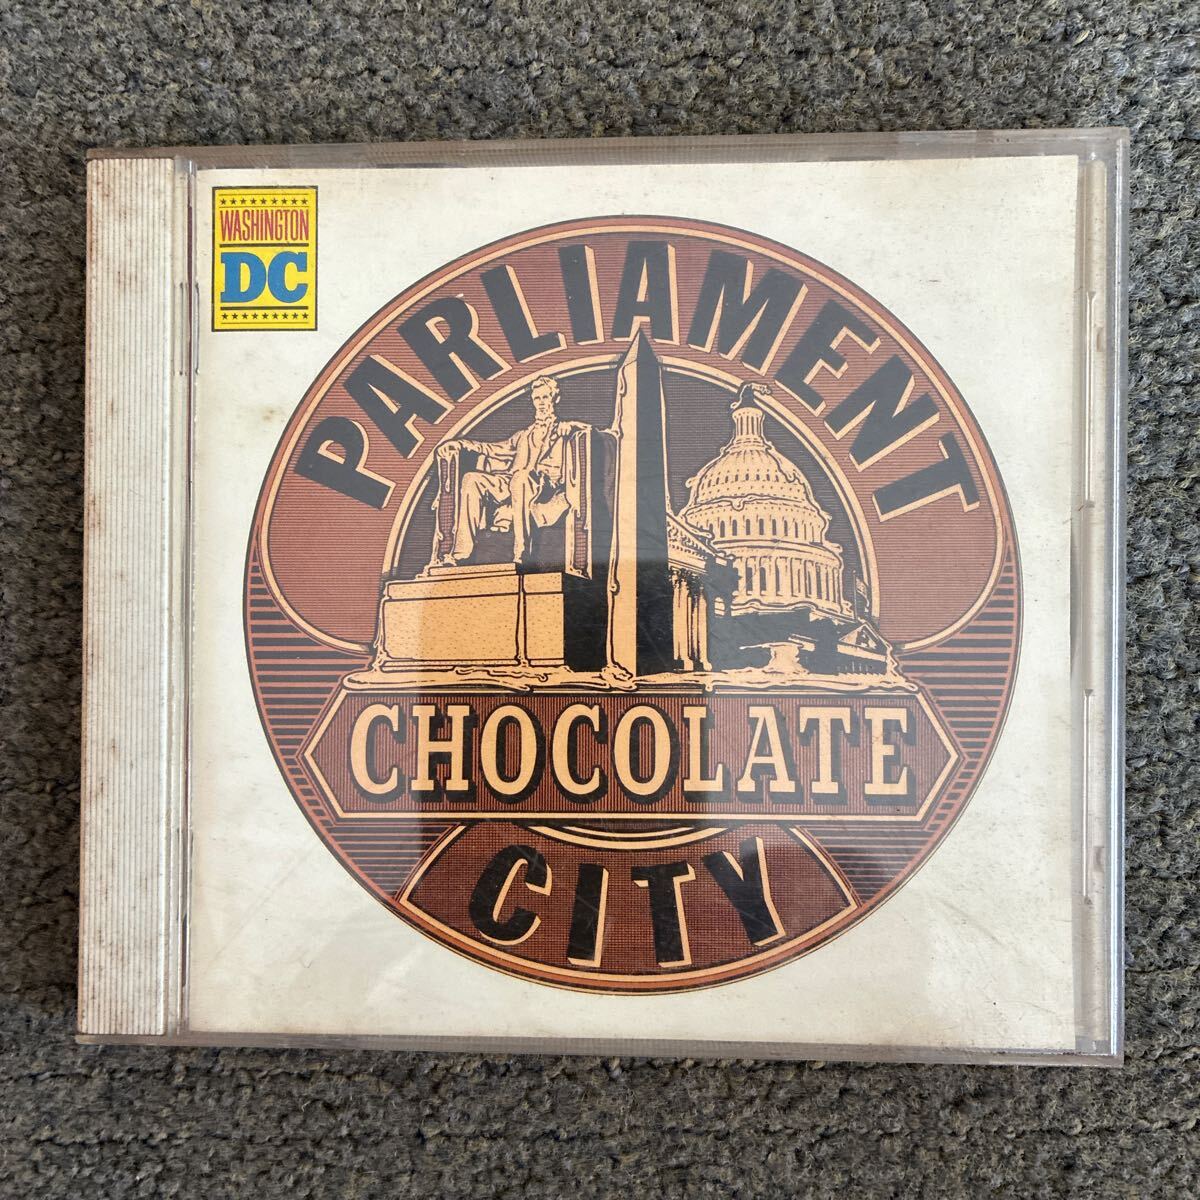 WASHINGTON
DC
PARLIAMENT
CHOCOLATE
CITY